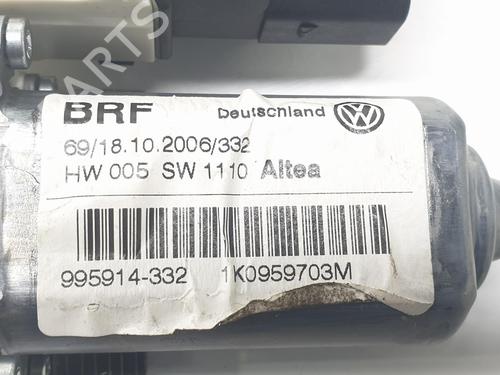 BRF Deutschland
69/18.10.2006/332
HW 005 SW 1110 Altea
995914-332 1K0959703M